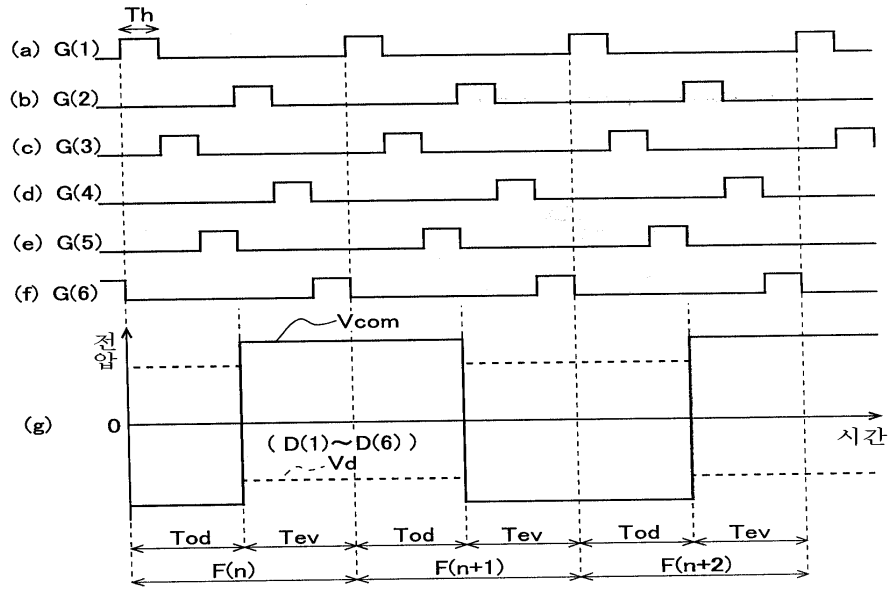 Th
(a) G(1)
(b) G(2)
(c) G(3)
(d) G(4)
(e) G(5)
(f) G(6)
전압
Vcom
(g)
0
시간
( D(1)~D(6) )
Vd
Tod Tev Tod Tev Tod Tev
F(n) F(n+1) F(n+2)